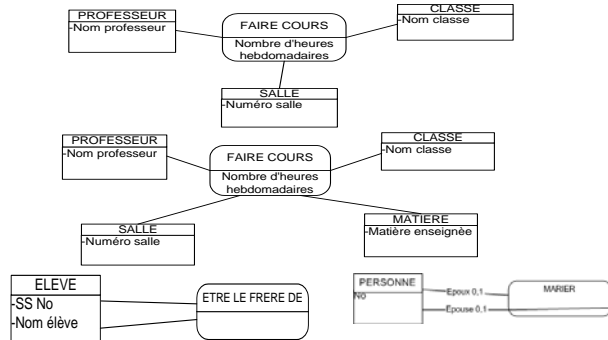 PROFESSEUR
-Nom professeur
FAIRE COURS
Nombre d'heures
hebdomadaires
CLASSE
-Nom classe
SALLE
-Numéro salle
PROFESSEUR
-Nom professeur
FAIRE COURS
Nombre d'heures
hebdomadaires
CLASSE
-Nom classe
SALLE
-Numéro salle
MATIERE
-Matière enseignèe
ELEVE
-SS No
-Nom élève
ETRE LE FRERE DE
PERSONNE
No
Epoux 0,1
Epouse 0,1
MARIER